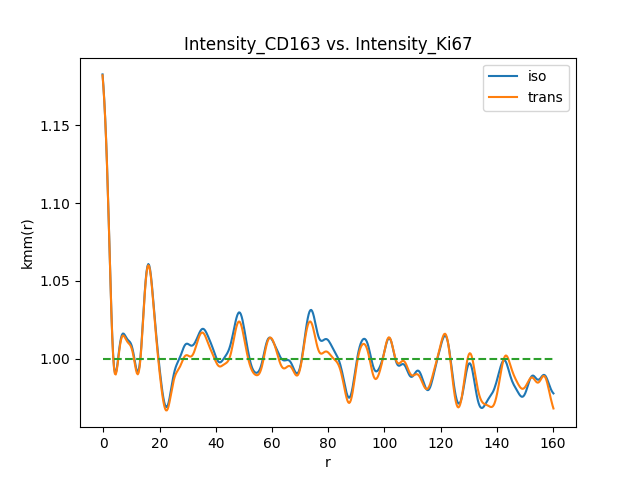 Intensity_CD163 vs. Intensity_Ki67
iso
trans
kmm(r)
1.15
1.10
1.05
1.00
0 20 40 60 80 100 120 140 160
r